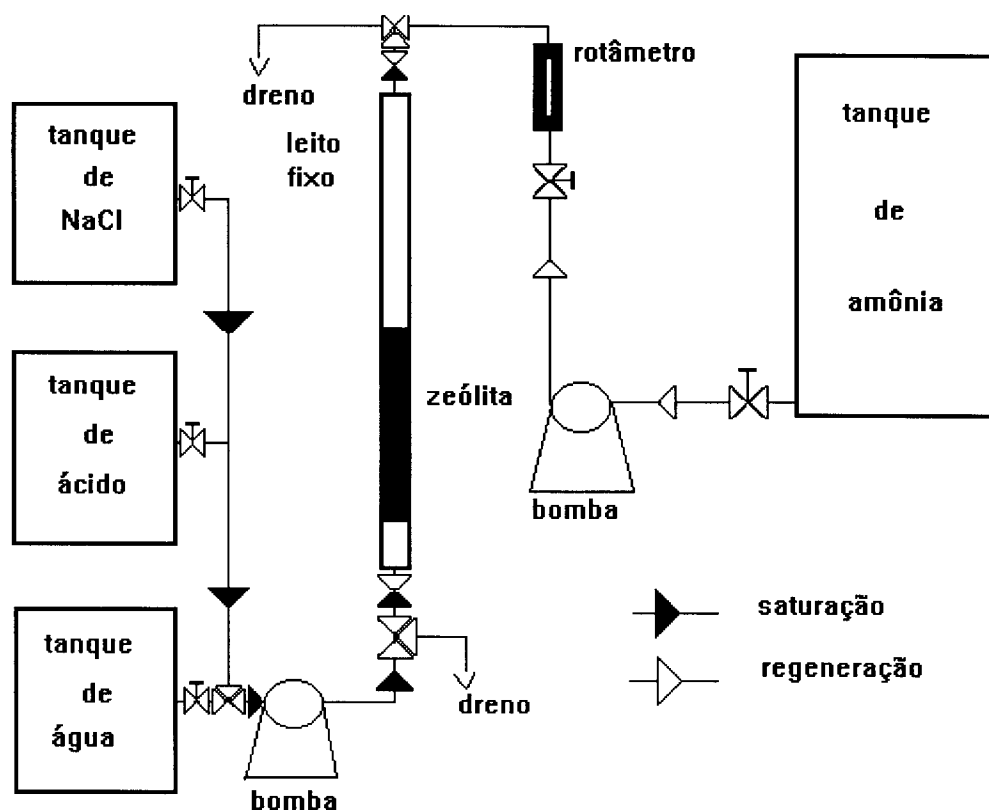 tanque
de
NaCl
tanque
de
ácido
tanque
de
água
bomba
dreno
leito
fixo
zeólita
dreno
rotâmetro
bomba
tanque
de
amônia
saturação
regeneração